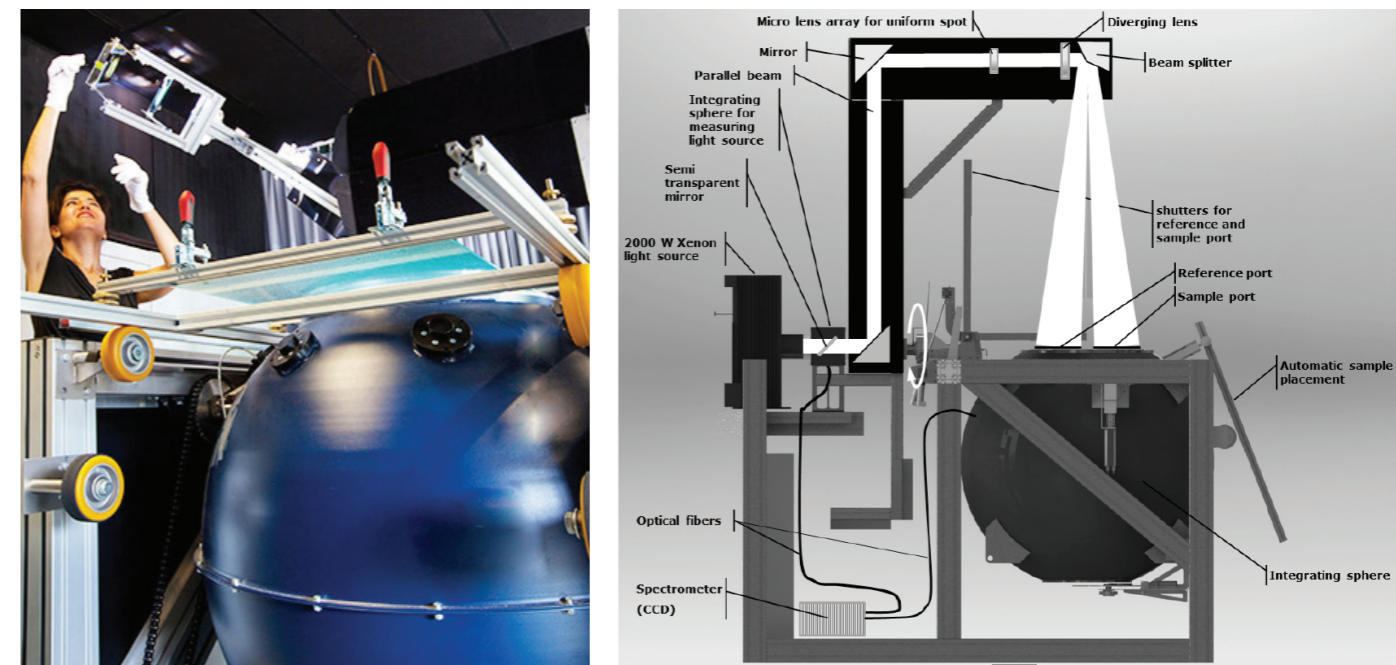 Micro lens array for uniform spot
Diverging lens
Mirror
Beam splitter
Parallel beam
Integrating
sphere for
measuring
light source
Semi
transparent
mirror
shutters for
reference and
sample port
2000 W Xenon
light source
Reference port
Sample port
Automatic sample
placement
Optical fibers
Integrating sphere
Spectrometer
(CCD)